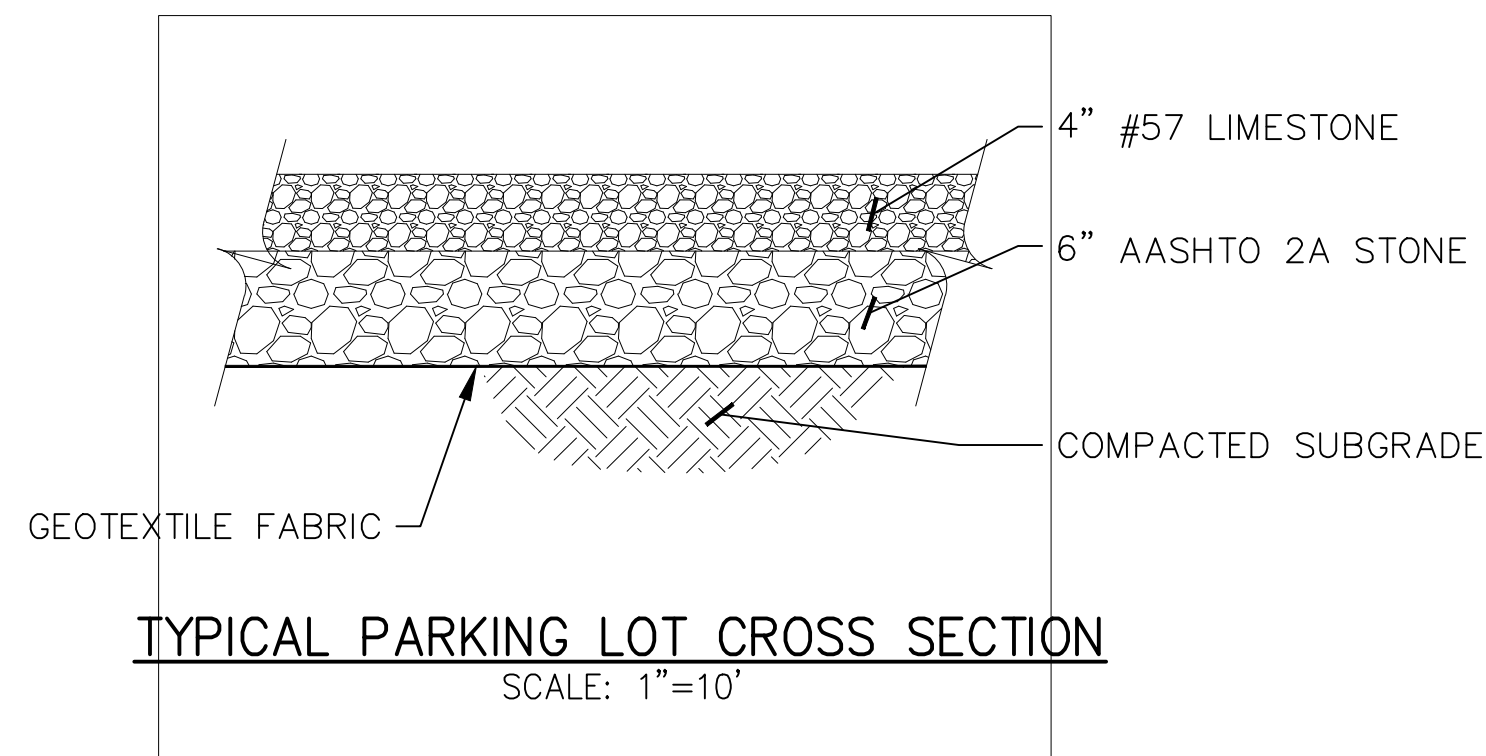 4” #57 LIMESTONE
6” AASHTO 2A STONE
COMPACTED SUBGRADE
GEOTEXTILE FABRIC
TYPICAL PARKING LOT CROSS SECTION
SCALE: 1”=10’